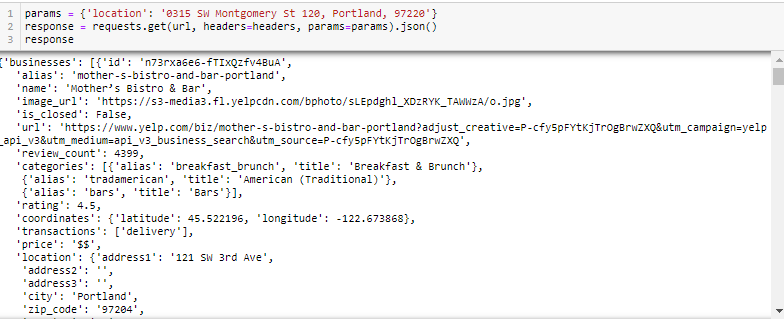 1 params = {'location': '0315 SW Montgomery St 120, Portland, 97220'}
2 response = requests.get(url, headers=headers, params=params).json()
3 response
{'businesses': [{'id': 'n73rxa6e6-fTIxQzfv4BuA',
'alias': 'mother-s-bistro-and-bar-portland',
'name': 'Mother’s Bistro & Bar',
'image_url': 'https://s3-media3.fl.yelpcdn.com/bphoto/sLEpdghl_XDzRYK_TAWWzA/o.jpg',
'is_closed': False,
'url': 'https://www.yelp.com/biz/mother-s-bistro-and-bar-portland?adjust_creative=P-cfy5pFYtKjTrOgBrwZXQ&utm_campaign=yelp
_api_v3&utm_medium=api_v3_business_search&utm_source=P-cfy5pFYtKjTrOgBrwZXQ',
'review_count': 4399,
'categories': [{'alias': 'breakfast_brunch', 'title': 'Breakfast & Brunch'},
{'alias': 'tradamerican', 'title': 'American (Traditional)'},
{'alias': 'bars', 'title': 'Bars'}],
'rating': 4.5,
'coordinates': {'latitude': 45.522196, 'longitude': -122.673868},
'transactions': ['delivery'],
'price': '$$',
'location': {'address1': '121 SW 3rd Ave',
'address2': '',
'address3': '',
'city': 'Portland',
'zip_code': '97204',